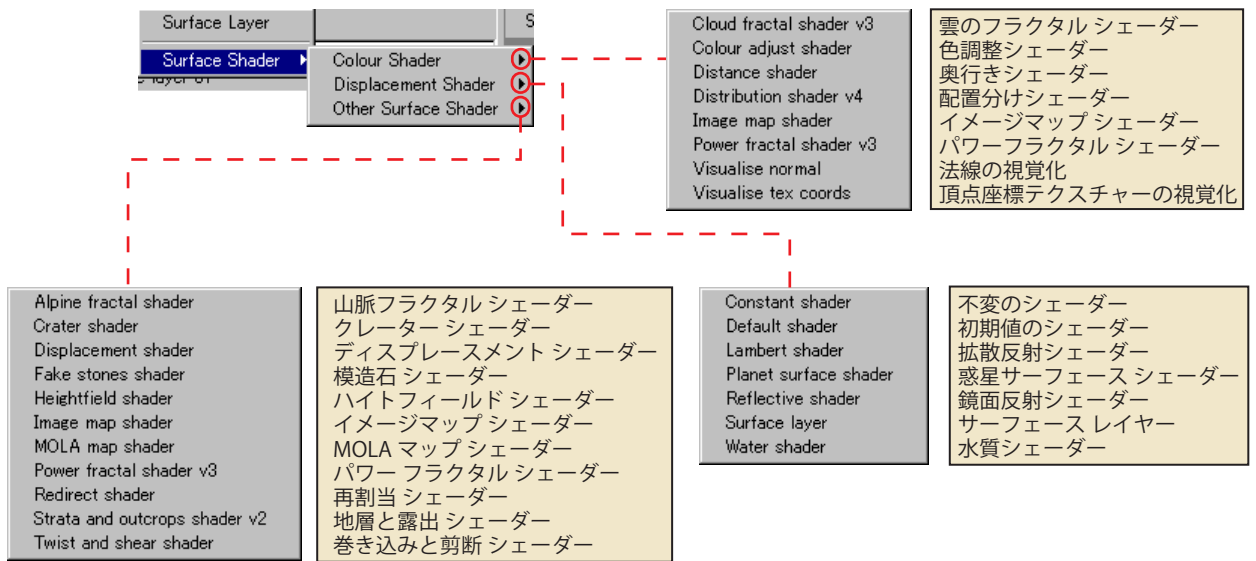 Surface Layer
Surface Shader
Colour Shader
Displacement Shader
Other Surface Shader
Cloud fractal shader v3
Colour adjust shader
Distance shader
Distribution shader v4
Image map shader
Power fractal shader v3
Visualise normal
Visualise tex coords
雲のフラクタル シェーダー
色調整シェーダー
奥行きシェーダー
配置分けシェーダー
イメージマップ シェーダー
パワーフラクタル シェーダー
法線の視覚化
頂点座標テクスチャーの視覚化
Alpine fractal shader
Crater shader
Displacement shader
Fake stones shader
Heightfield shader
Image map shader
MOLA map shader
Power fractal shader v3
Redirect shader
Strata and outcrops shader v2
Twist and shear shader
山脈フラクタル シェーダー
クレーター シェーダー
ディスプレースメント シェーダー
模造石 シェーダー
ハイトフィールド シェーダー
イメージマップ シェーダー
MOLA マップ シェーダー
パワー フラクタル シェーダー
再割当 シェーダー
地層と露出 シェーダー
巻き込みと剪断 シェーダー
Constant shader
Default shader
Lambert shader
Planet surface shader
Reflective shader
Surface layer
Water shader
不変のシェーダー
初期値のシェーダー
拡散反射シェーダー
惑星サーフェース シェーダー
鏡面反射シェーダー
サーフェース レイヤー
水質シェーダー